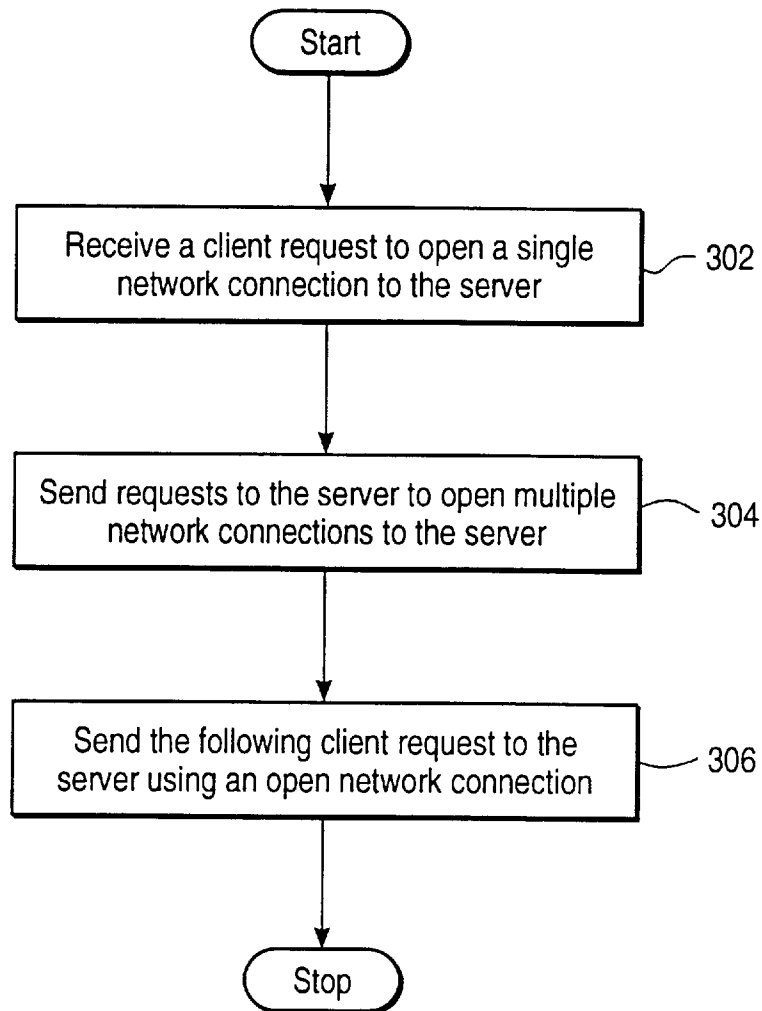 Start
Receive a client request to open a single
network connection to the server
302
Send requests to the server to open multiple
network connections to the server
304
Send the following client request to the
server using an open network connection
306
Stop